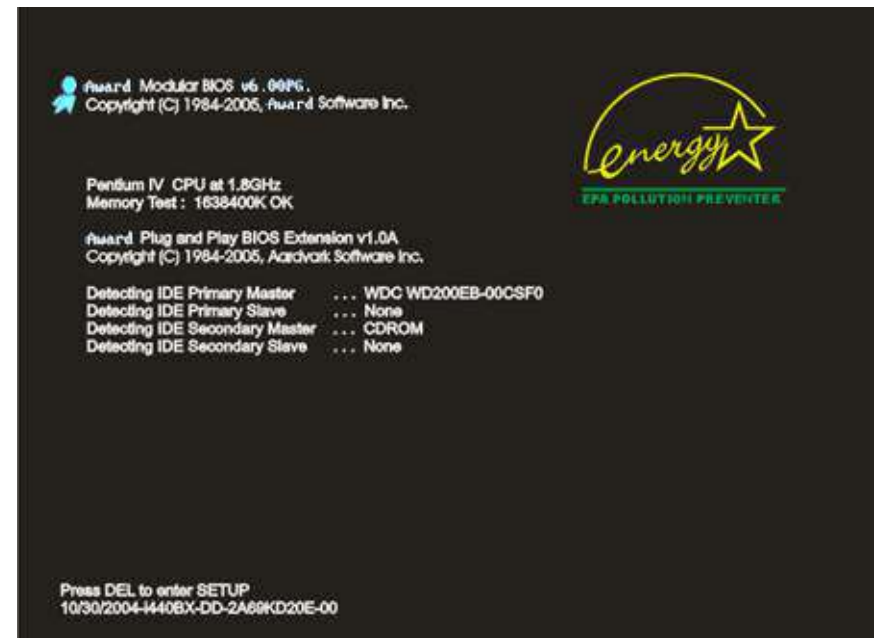 Award Modular BIOS v6.00PG.
Copyright (C) 1984-2005, Award Software Inc.
energy
EPA POLLUTION PREVENTER
Pentium IV CPU at 1.8GHz
Memory Test : 1638400K OK
Award Plug and Play BIOS Extension v1.0A
Copyright (C) 1984-2005, Aardvark Software Inc.
Detecting IDE Primary Master ... WDC WD200EB-00CSF0
Detecting IDE Primary Slave ... None
Detecting IDE Secondary Master ... CDROM
Detecting IDE Secondary Slave ... None
Press DEL to enter SETUP
10/30/2004-i440BX-DD-2A69KD20E-00